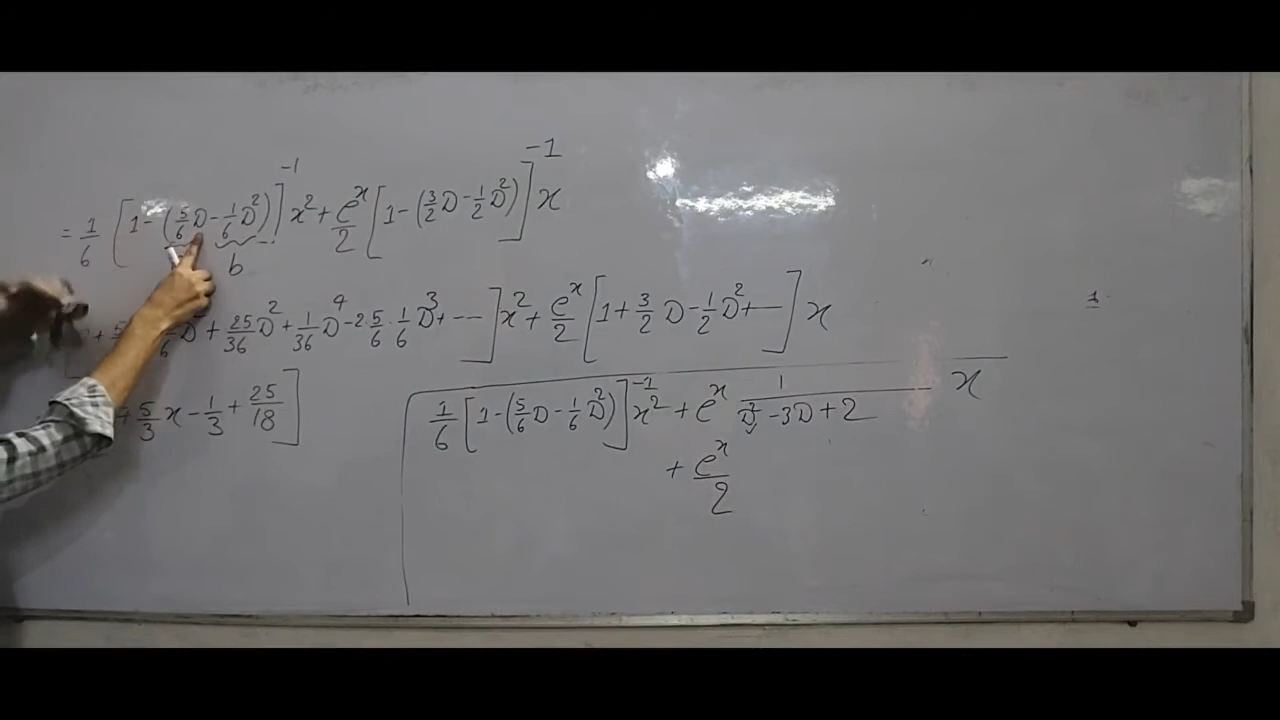 = 1/6 [1-(5/6 D - 1/6 D²)]⁻¹ x² + eˣ/2 [1-(3/2 D - 1/2 D²)]⁻¹ x
b
+ 25/36 D² + 1/36 D⁴ - 2·5/6·1/6 D³ + --- ] x² + eˣ/2 [1 + 3/2 D - 1/2 D² + — ] x
+ 5/3 x - 1/3 + 25/18 ]
1/6 [1-(5/6 D - 1/6 D²)]⁻¹ x² + eˣ 1/(D² - 3D + 2) x
+ eˣ/2